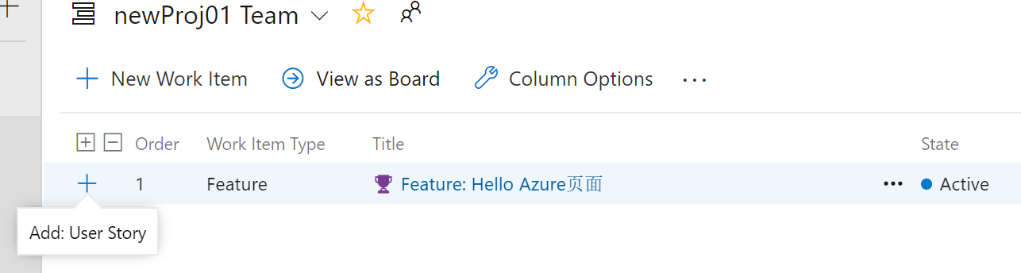 newProj01 Team
New Work Item View as Board Column Options
Order Work Item Type Title State
1 Feature Feature: Hello Azure页面 Active
Add: User Story